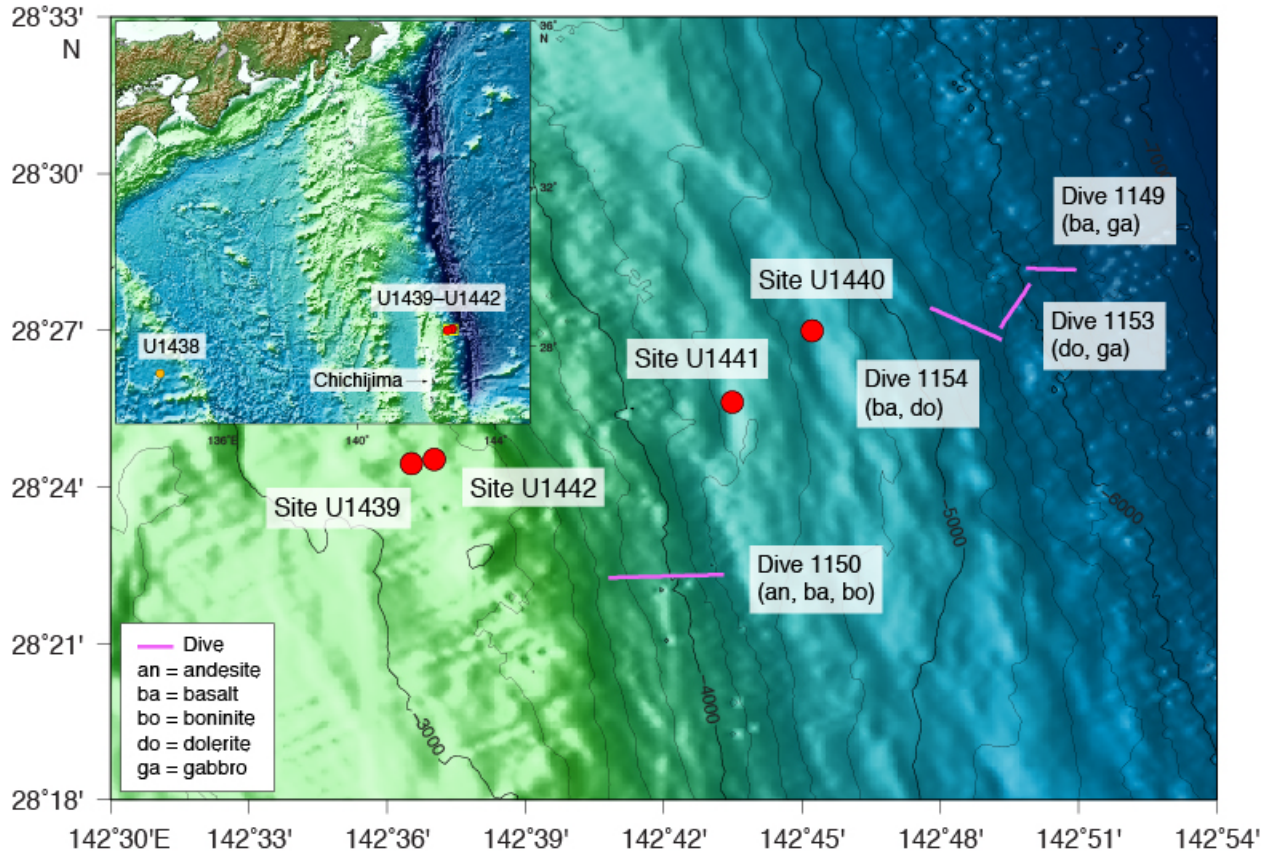 28°33'
N
28°30'
28°27'
28°24'
28°21'
28°18'
142°30'E
142°33'
142°36'
142°39'
142°42'
142°45'
142°48'
142°51'
142°54'
36°
N
32°
28°
136°E
140°
144°
U1439–U1442
U1438
Chichijima
Site U1440
Site U1441
Site U1439
Site U1442
Dive 1149
(ba, ga)
Dive 1153
(do, ga)
Dive 1154
(ba, do)
Dive 1150
(an, ba, bo)
-3000
-4000
-5000
-6000
-7000
Dive
an = andesite
ba = basalt
bo = boninite
do = dolerite
ga = gabbro